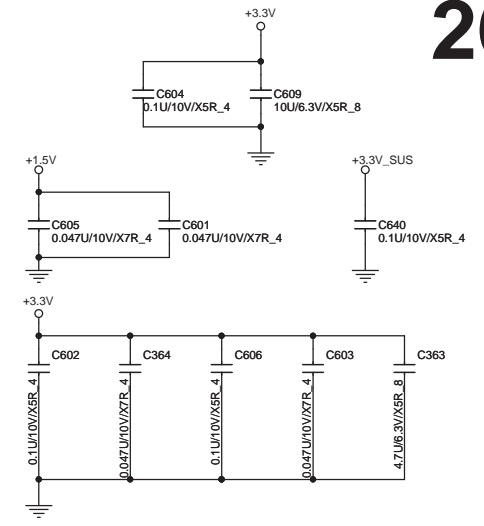 +3.3V
C604
0.1U/10V/X5R_4
C609
10U/6.3V/X5R_8
+1.5V
C605
0.047U/10V/X7R_4
C601
0.047U/10V/X7R_4
+3.3V_SUS
C640
0.1U/10V/X5R_4
+3.3V
C602
0.1U/10V/X5R_4
C364
0.047U/10V/X7R_4
C606
0.1U/10V/X5R_4
C603
0.047U/10V/X7R_4
C363
4.7U/6.3V/X5R_8